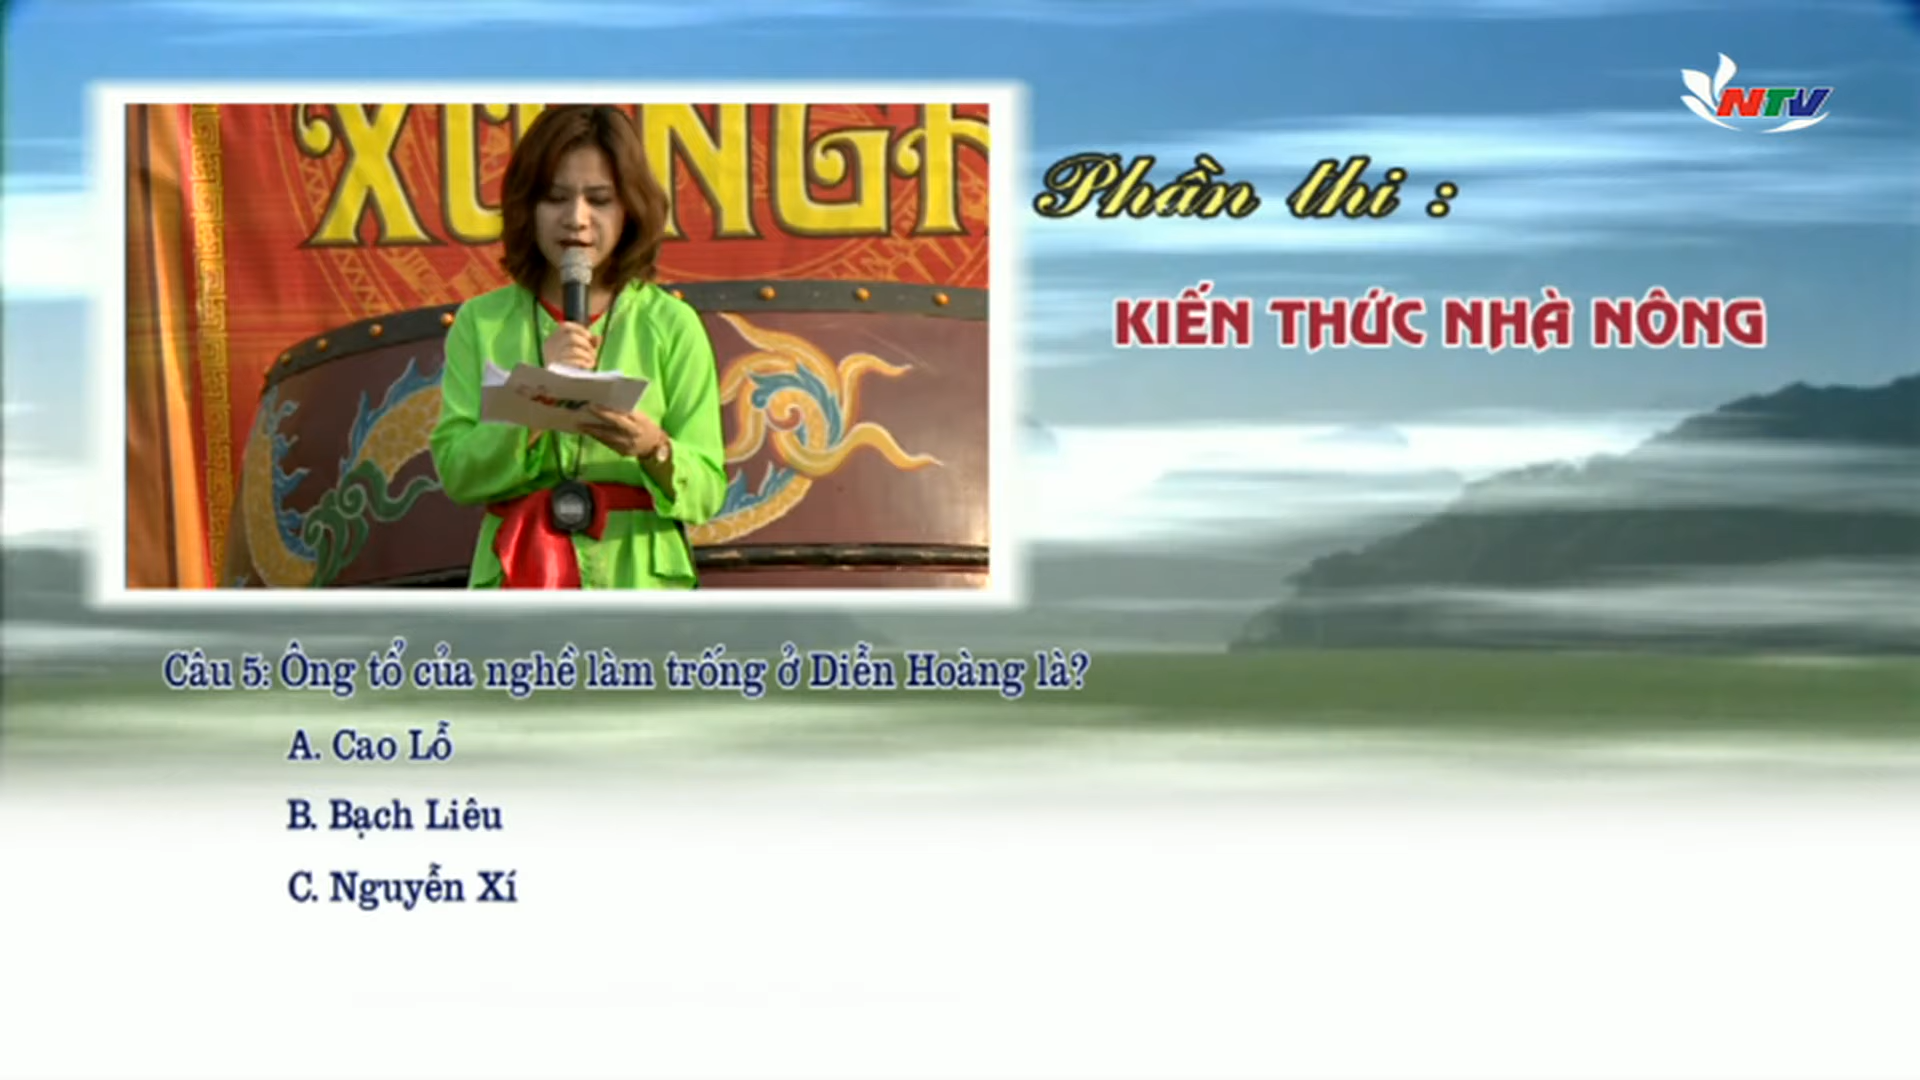 NTV
Phần thi :
KIẾN THỨC NHÀ NÔNG
NTV
Câu 5: Ông tổ của nghề làm trống ở Diễn Hoàng là?
A. Cao Lỗ
B. Bạch Liêu
C. Nguyễn Xí